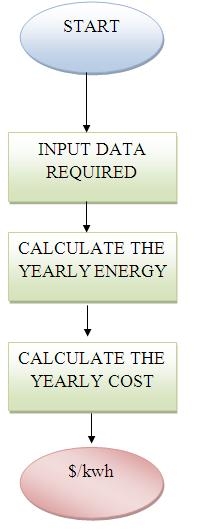 START
INPUT DATA
REQUIRED
CALCULATE THE
YEARLY ENERGY
CALCULATE THE
YEARLY COST
$/kwh